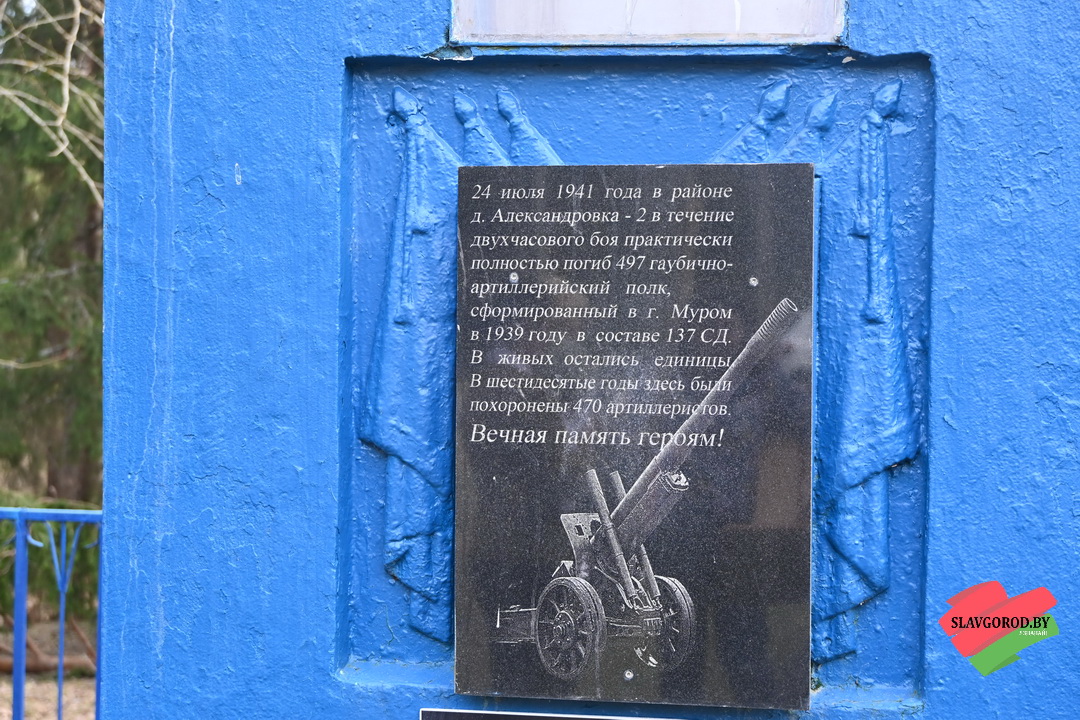 24 июля 1941 года в районе
д. Александровка - 2 в течение
двухчасового боя практически
полностью погиб 497 гаубично-
артиллерийский полк,
сформированный в г. Муром
в 1939 году в составе 137 СД.
В живых остались единицы.
В шестидесятые годы здесь были
похоронены 470 артиллеристов.
Вечная память героям!
SLAVGOROD.BY
УЗНАВАЙ!